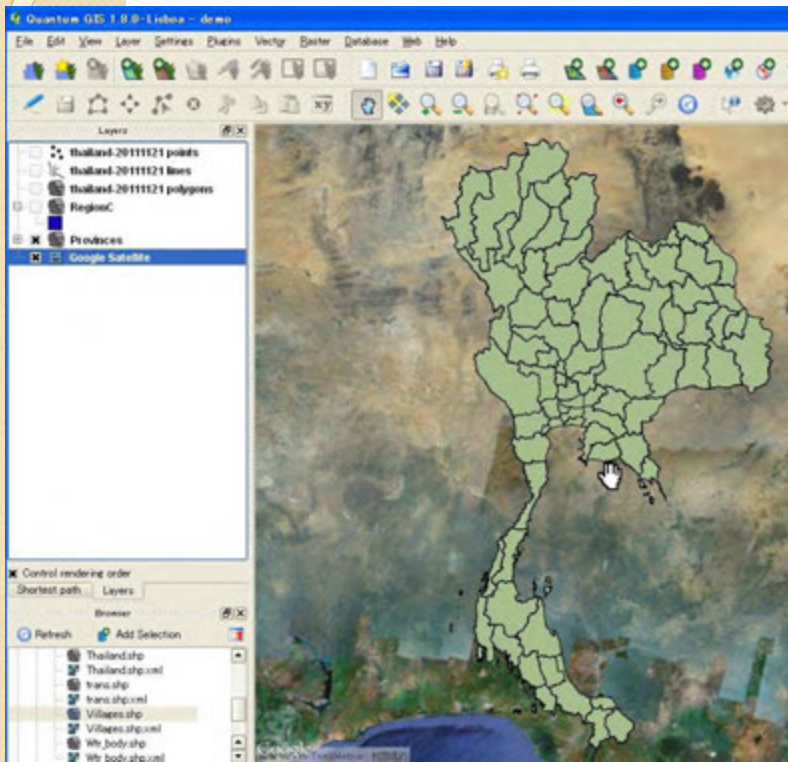 Quantum GIS 1.8.0-Lisboa - demo
File Edit View Layer Settings Plugins Vector Raster Database Web Help
Layers
thailand-20111121 points
thailand-20111121 lines
thailand-20111121 polygons
RegionC
Provinces
Google Satellite
Control rendering order
Shortest path Layers
Browser
Refresh Add Selection
Thailand.shp
Thailand.shp.xml
trans.shp
trans.shp.xml
Villages.shp
Villages.shp.xml
Wtr_body.shp
Wtr_body.shp.xml
Google